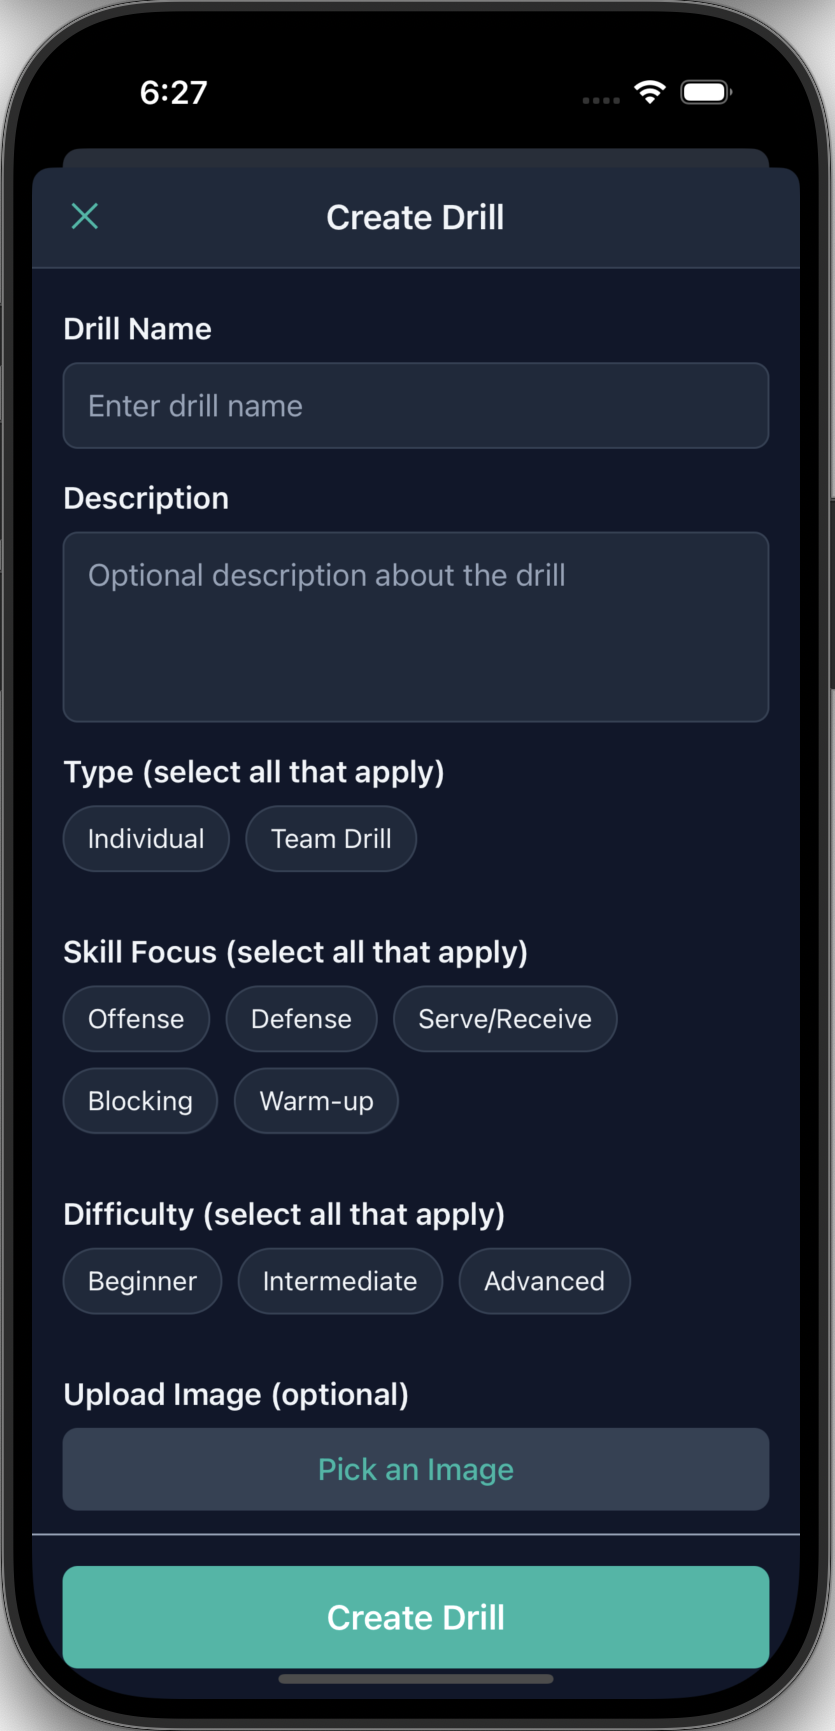 6:27
Create Drill
Drill Name
Enter drill name
Description
Optional description about the drill
Type (select all that apply)
Individual Team Drill
Skill Focus (select all that apply)
Offense Defense Serve/Receive
Blocking Warm-up
Difficulty (select all that apply)
Beginner Intermediate Advanced
Upload Image (optional)
Pick an Image
Create Drill